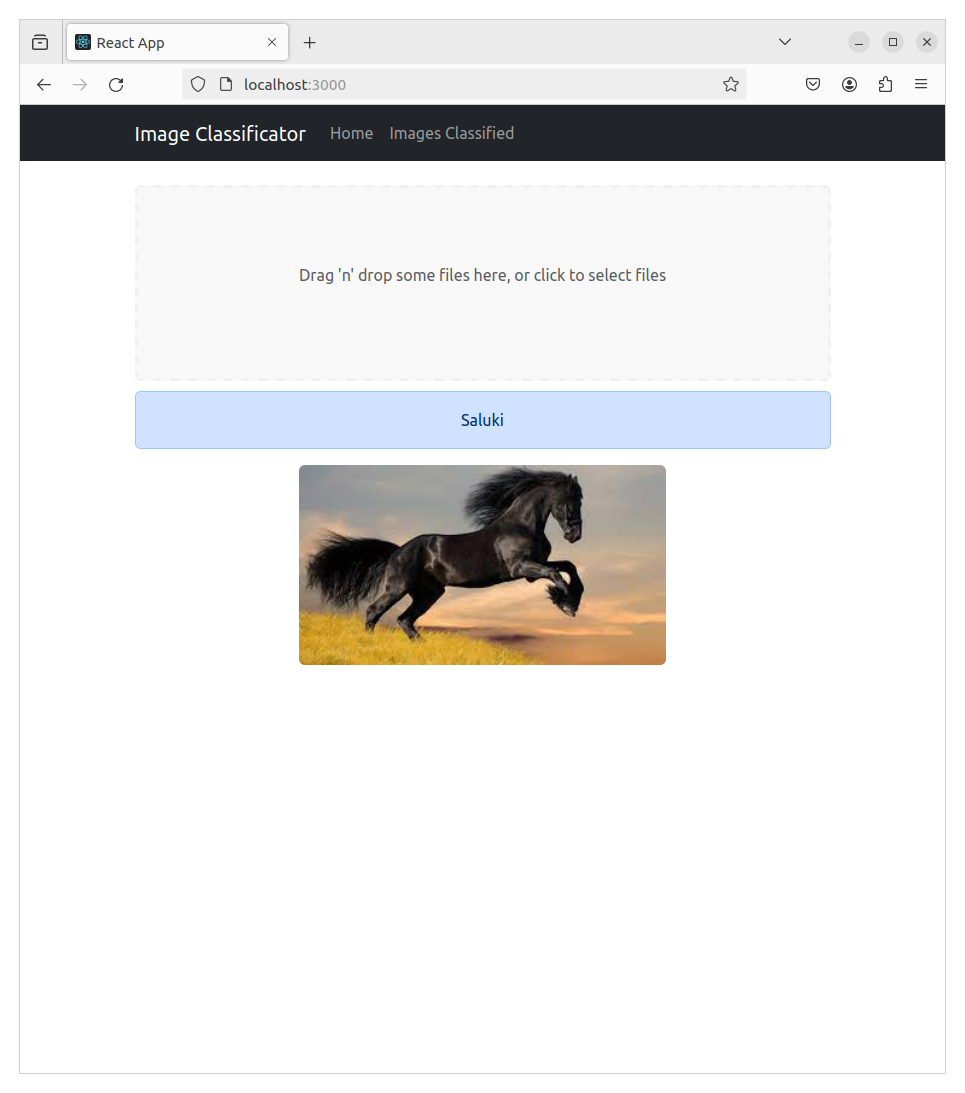 React App
localhost:3000
Image Classificator Home Images Classified
Drag 'n' drop some files here, or click to select files
Saluki